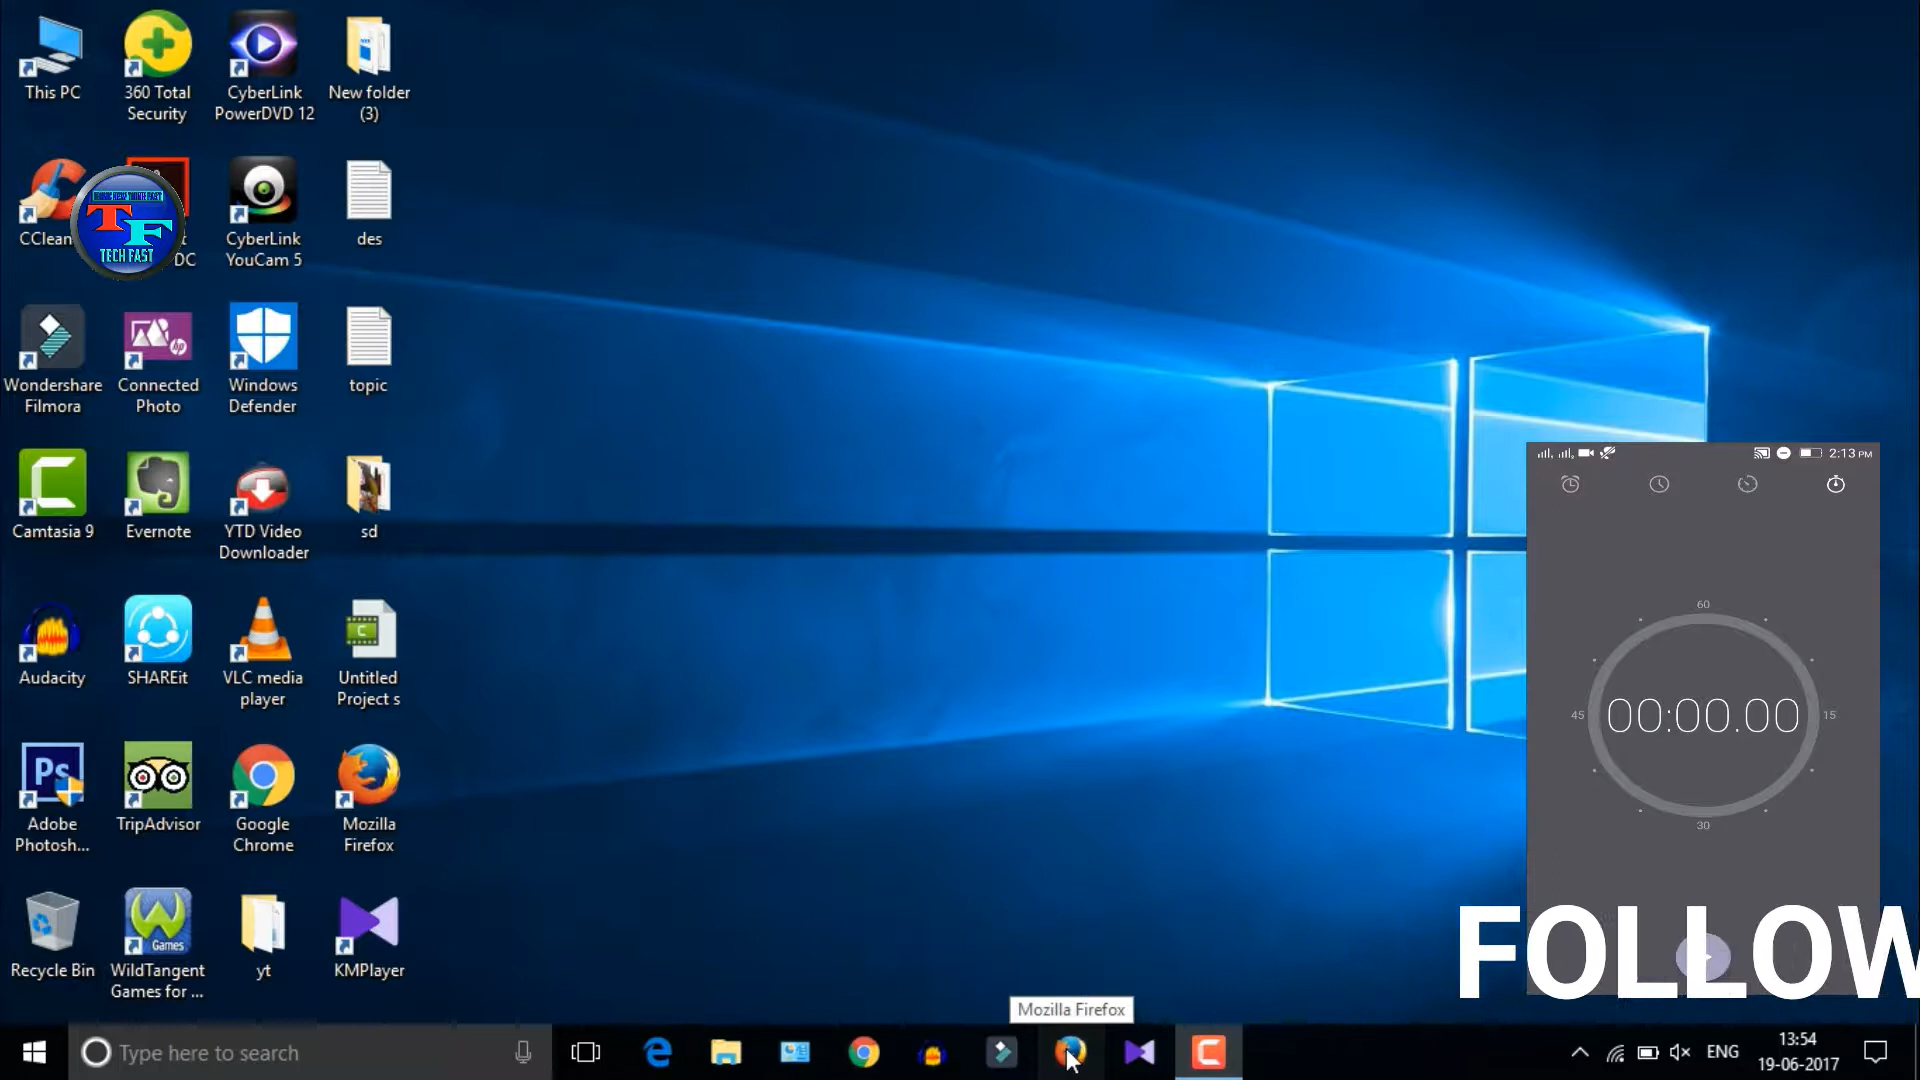 This PC
360 Total
Security
CyberLink
PowerDVD 12
New folder
(3)
CClean
DC
TECH FAST
TF
CyberLink
YouCam 5
des
Wondershare
Filmora
Connected
Photo
hp
Windows
Defender
topic
Camtasia 9
Evernote
YTD Video
Downloader
sd
Audacity
SHAREit
VLC media
player
Untitled
Project s
Ps
Adobe
Photosh...
TripAdvisor
Google
Chrome
Mozilla
Firefox
Recycle Bin
Games
WildTangent
Games for ...
yt
KMPlayer
2:13 PM
60
45
00:00.00
15
30
FOLLOW
Mozilla Firefox
Type here to search
ENG
13:54
19-06-2017